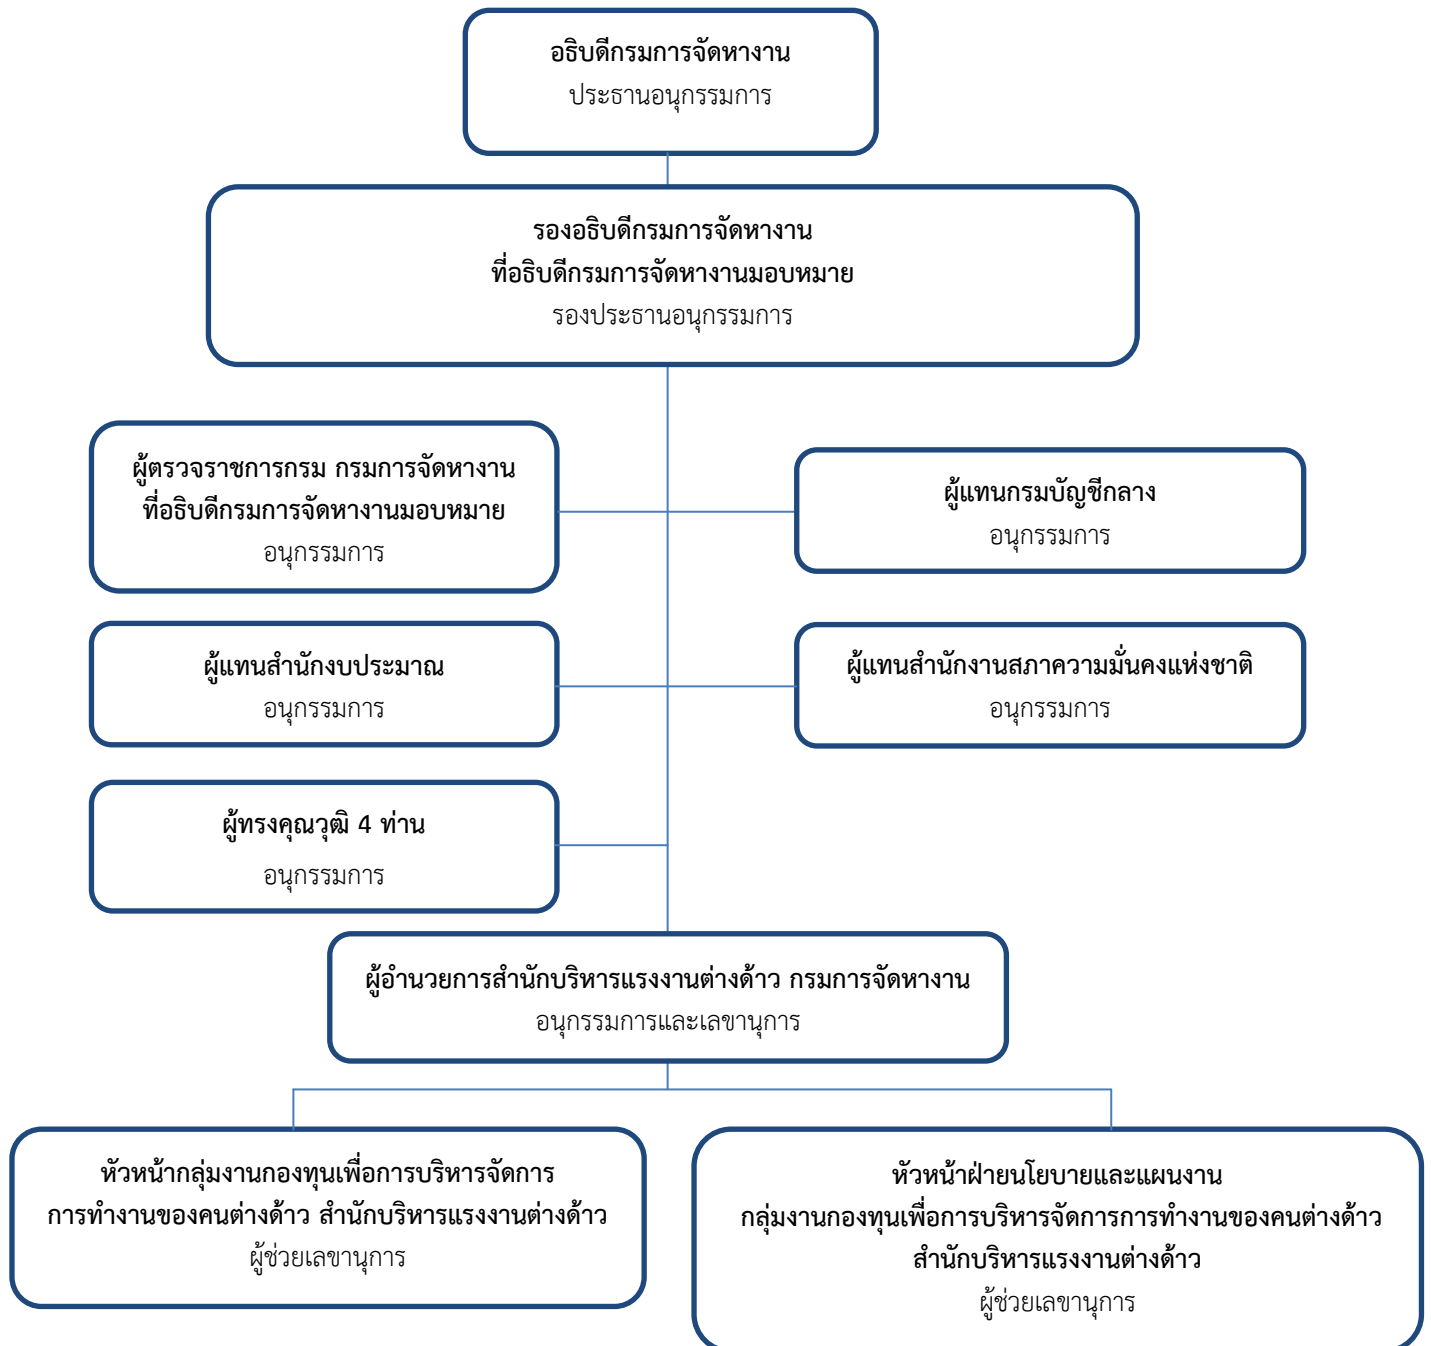 อธิบดีกรมการจัดหางาน
ประธานอนุกรรมการ
รองอธิบดีกรมการจัดหางาน
ที่อธิบดีกรมการจัดหางานมอบหมาย
รองประธานอนุกรรมการ
ผู้ตรวจราชการกรม กรมการจัดหางาน
ที่อธิบดีกรมการจัดหางานมอบหมาย
อนุกรรมการ
ผู้แทนกรมบัญชีกลาง
อนุกรรมการ
ผู้แทนสำนักงบประมาณ
อนุกรรมการ
ผู้แทนสำนักงานสภาความมั่นคงแห่งชาติ
อนุกรรมการ
ผู้ทรงคุณวุฒิ 4 ท่าน
อนุกรรมการ
ผู้อำนวยการสำนักบริหารแรงงานต่างด้าว กรมการจัดหางาน
อนุกรรมการและเลขานุการ
หัวหน้ากลุ่มงานกองทุนเพื่อการบริหารจัดการ
การทำงานของคนต่างด้าว สำนักบริหารแรงงานต่างด้าว
ผู้ช่วยเลขานุการ
หัวหน้าฝ่ายนโยบายและแผนงาน
กลุ่มงานกองทุนเพื่อการบริหารจัดการการทำงานของคนต่างด้าว
สำนักบริหารแรงงานต่างด้าว
ผู้ช่วยเลขานุการ